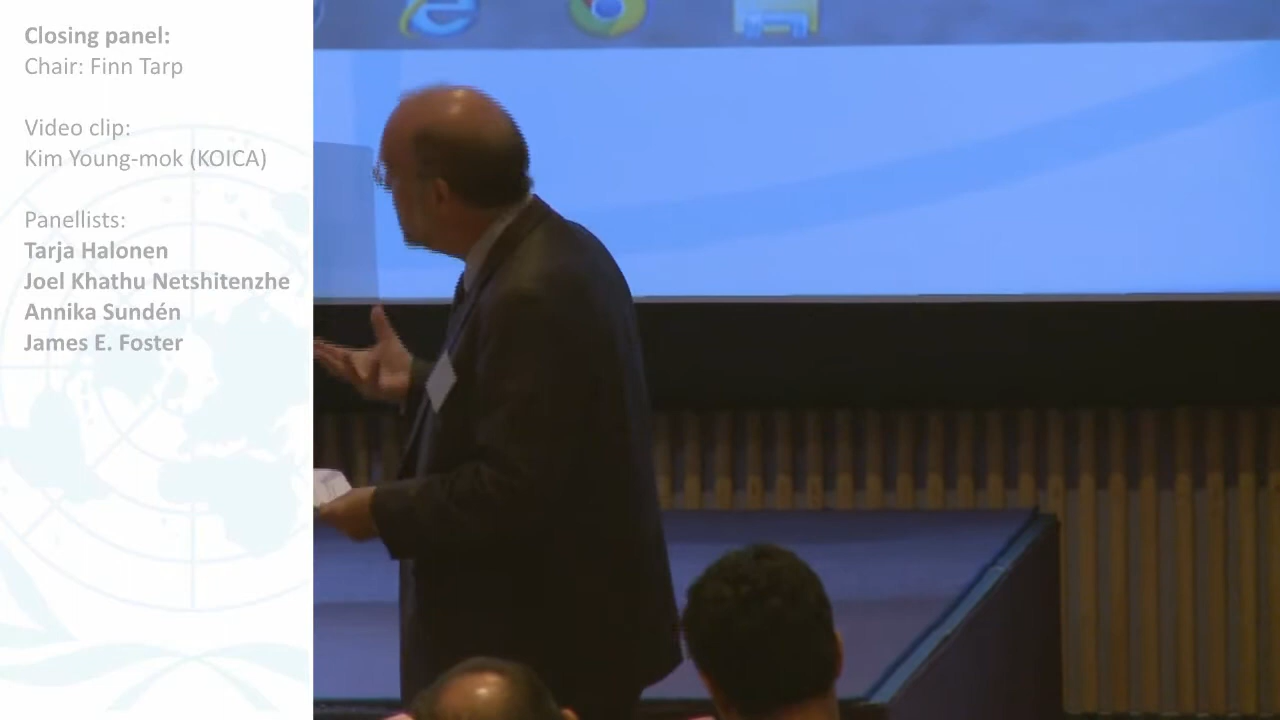 Closing panel:
Chair: Finn Tarp
Video clip:
Kim Young-mok (KOICA)
Panellists:
Tarja Halonen
Joel Khathu Netshitenzhe
Annika Sundén
James E. Foster